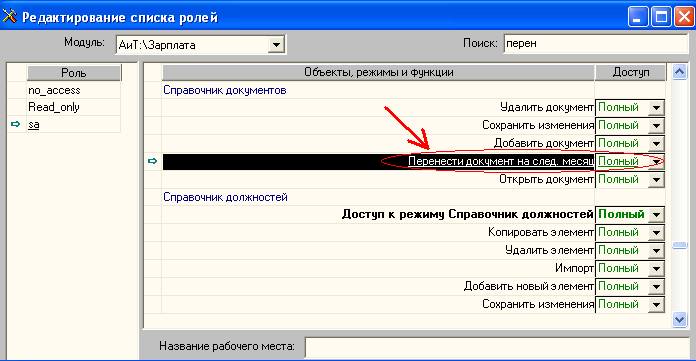 Редактирование списка ролей
Модуль: АиТ:\Зарплата Поиск: перен
Роль Объекты, режимы и функции Доступ
no_access Справочник документов
Read_only Удалить документ Полный
sa Сохранить изменения Полный
Добавить документ Полный
Перенести документ на след. месяц Полный
Открыть документ Полный
Справочник должностей
Доступ к режиму Справочник должностей Полный
Копировать элемент Полный
Удалить элемент Полный
Импорт Полный
Добавить новый элемент Полный
Сохранить изменения Полный
Название рабочего места: